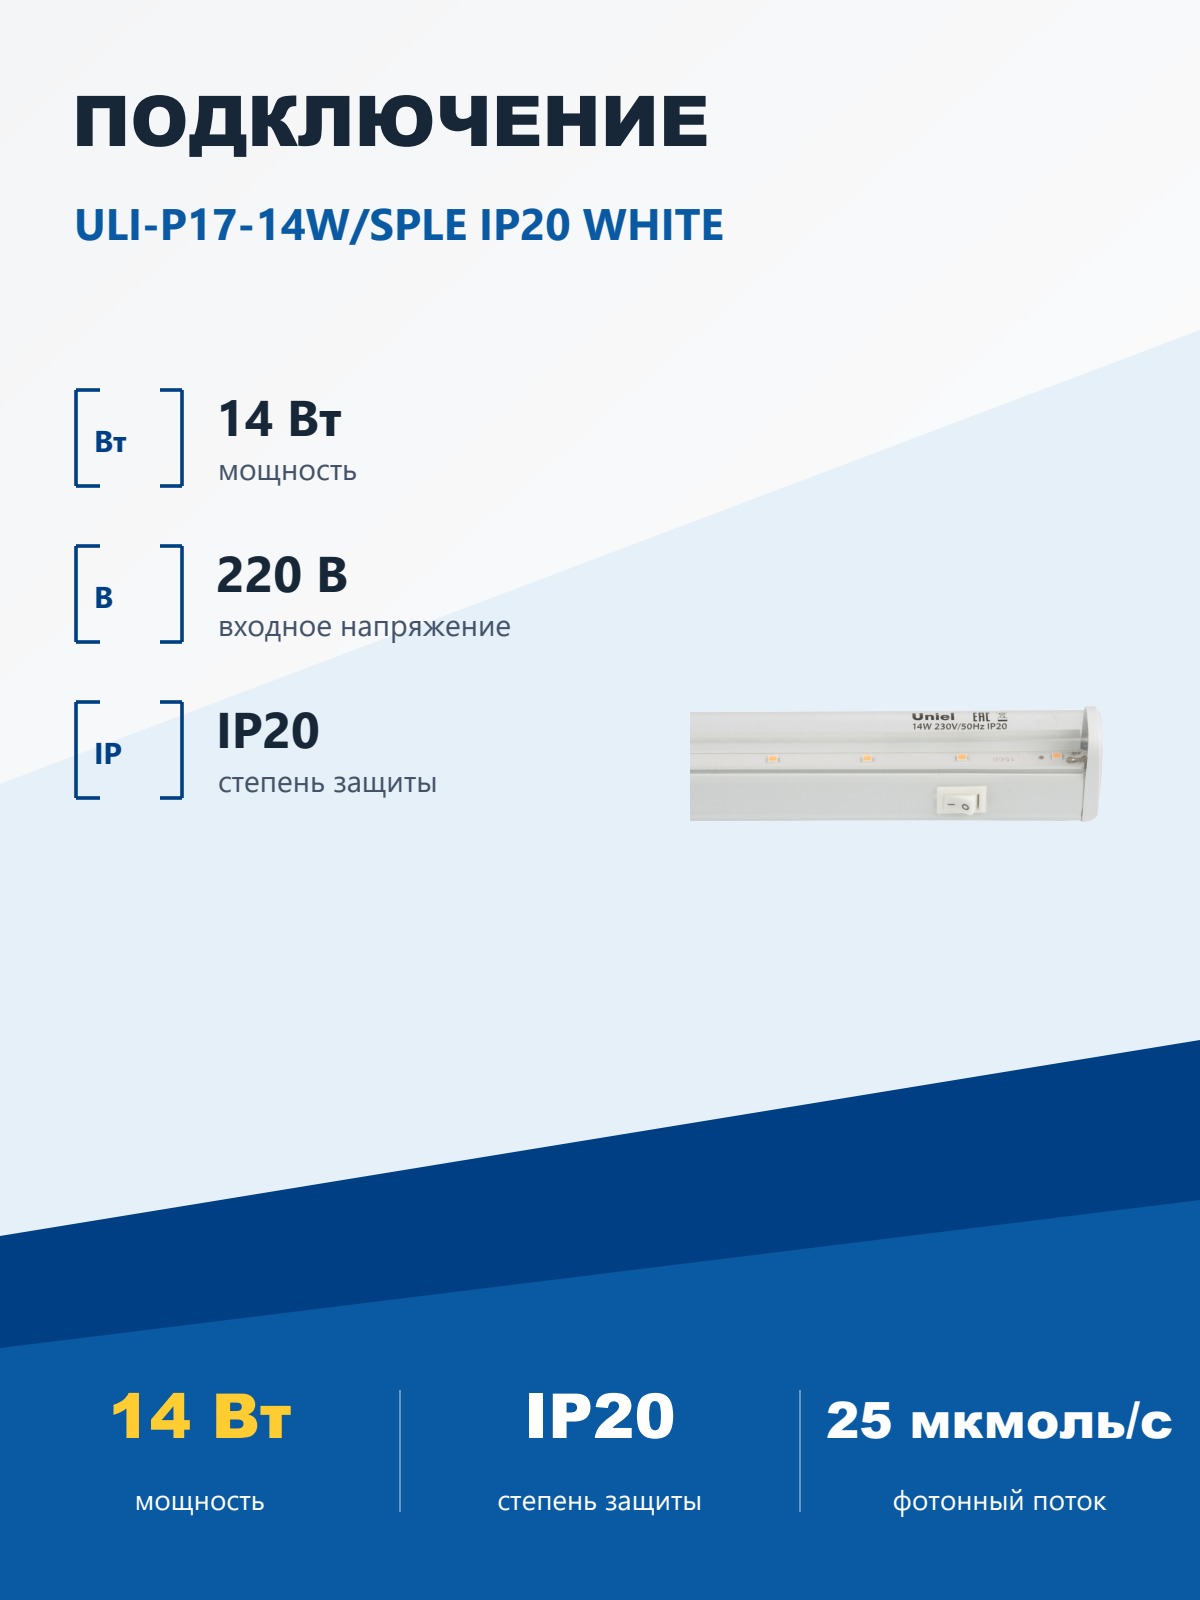 ПОДКЛЮЧЕНИЕ
ULI-P17-14W/SPLE IP20 WHITE
Вт
14 Вт
мощность
В
220 В
входное напряжение
IP
IP20
степень защиты
Uniel EAC
14W 230V/50Hz IP20
14 Вт
мощность
IP20
степень защиты
25 мкмоль/с
фотонный поток